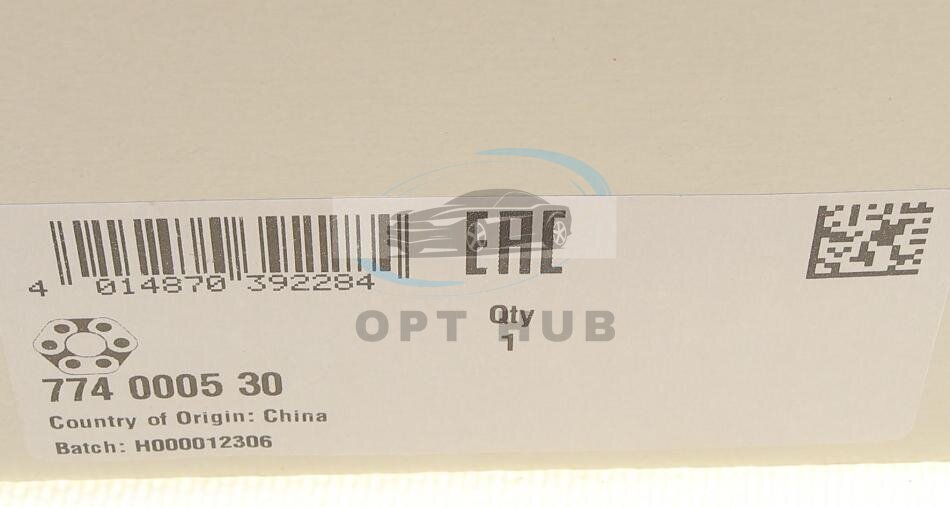 4 014870 392284
EAC
OPT HUB
Qty
1
774 0005 30
Country of Origin: China
Batch: H000012306